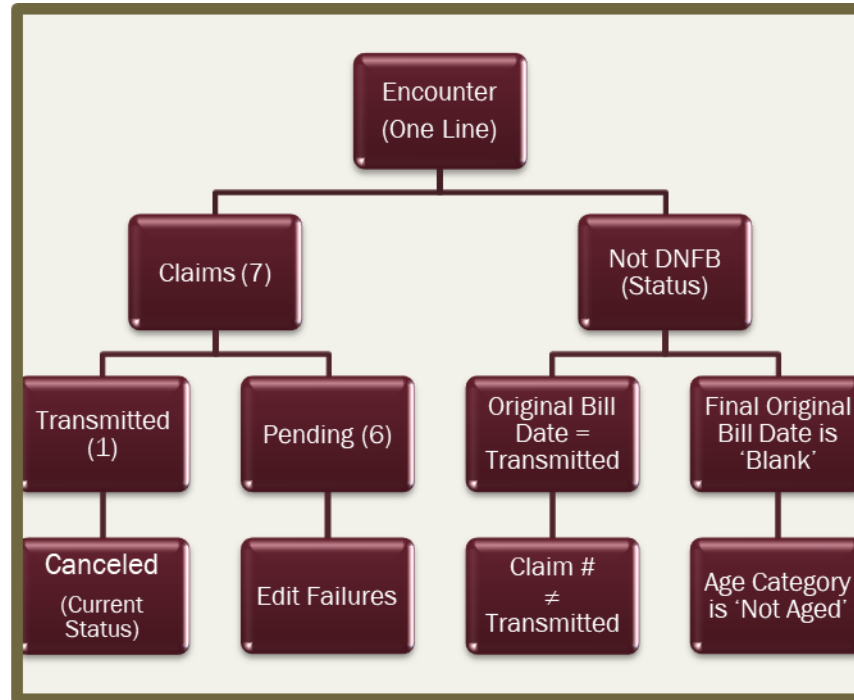 Encounter
(One Line)
Claims (7)
Not DNFB
(Status)
Transmitted
(1)
Pending (6)
Original Bill
Date =
Transmitted
Final Original
Bill Date is
‘Blank’
Canceled
(Current
Status)
Edit Failures
Claim #
≠
Transmitted
Age Category
is ‘Not Aged’